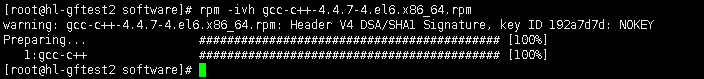 [root@hl-gftest2 software]# rpm -ivh gcc-c++-4.4.7-4.el6.x86_64.rpm
warning: gcc-c++-4.4.7-4.el6.x86_64.rpm: Header V4 DSA/SHA1 Signature, key ID 192a7d7d: NOKEY
Preparing... ########################################### [100%]
1:gcc-c++ ########################################### [100%]
[root@hl-gftest2 software]#